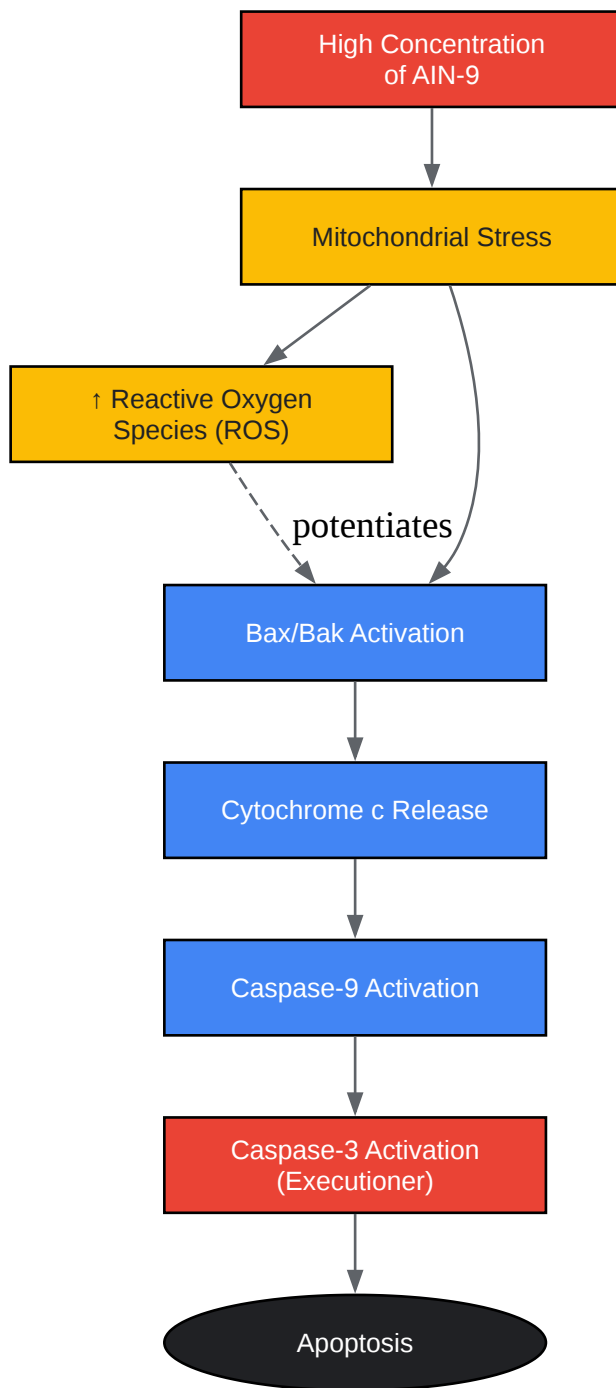 High Concentration
of AIN-9
Mitochondrial Stress
↑ Reactive Oxygen
Species (ROS)
potentiates
Bax/Bak Activation
Cytochrome c Release
Caspase-9 Activation
Caspase-3 Activation
(Executioner)
Apoptosis